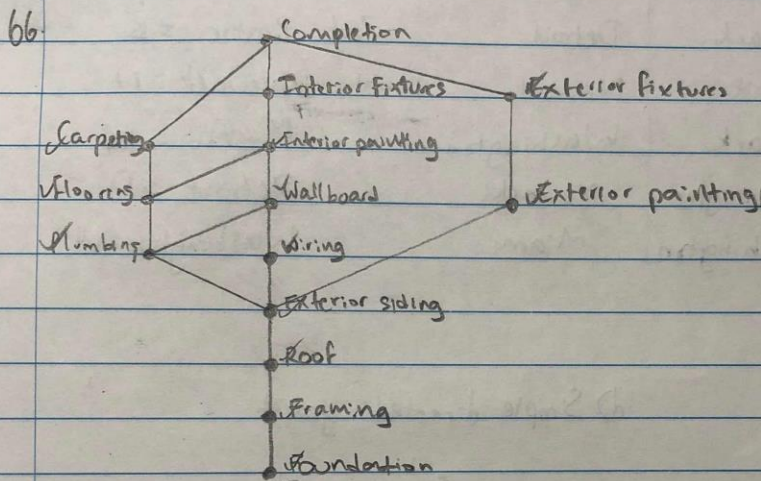 66.
Completion
Interior fixtures Exterior fixtures
Carpeting Interior painting
Flooring Wallboard Exterior painting
Plumbing Wiring
Exterior siding
Roof
Framing
Foundation